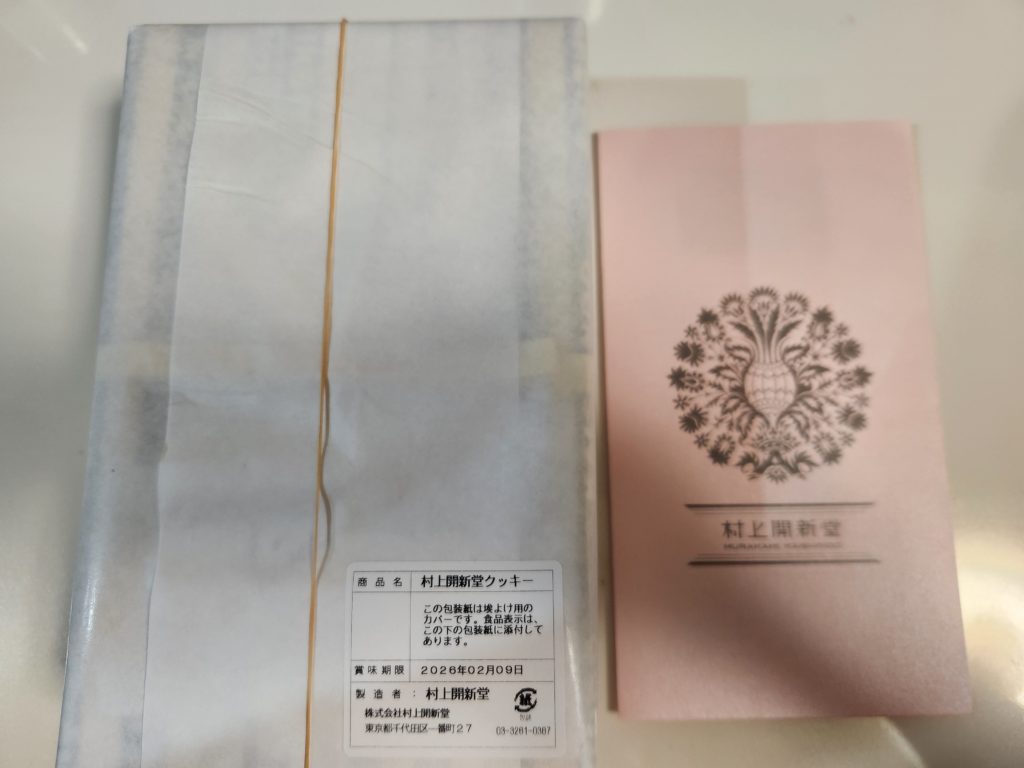 商品名 村上開新堂クッキー
この包装紙は埃よけ用の
カバーです。食品表示は、
この下の包装紙に添付して
あります。
賞味期限 2026年02月09日
製造者: 村上開新堂
株式会社村上開新堂
東京都千代田区一番町27
03-3261-0367
紙
包装
村上開新堂
MURAKAMI KAISHINDO